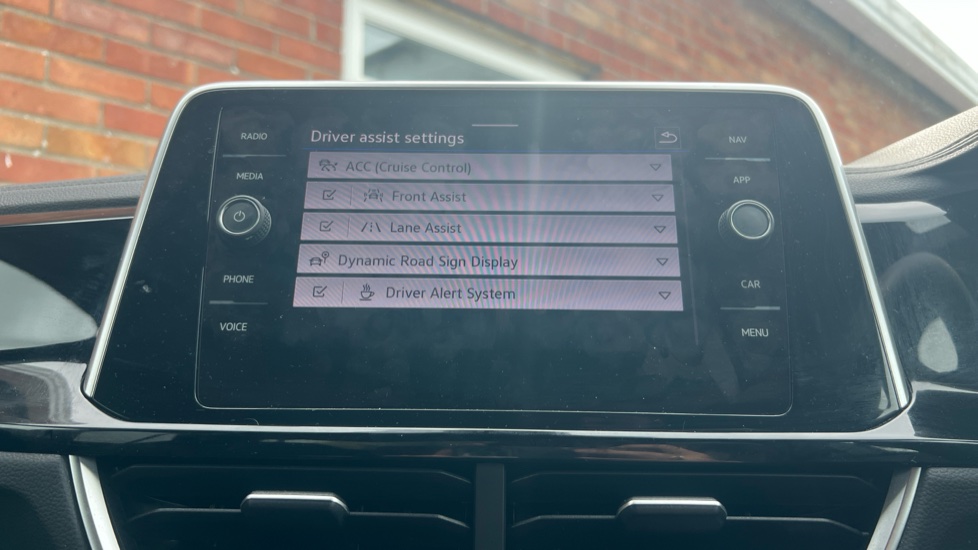 RADIO
MEDIA
PHONE
VOICE
Driver assist settings
ACC (Cruise Control)
Front Assist
Lane Assist
Dynamic Road Sign Display
Driver Alert System
NAV
APP
CAR
MENU